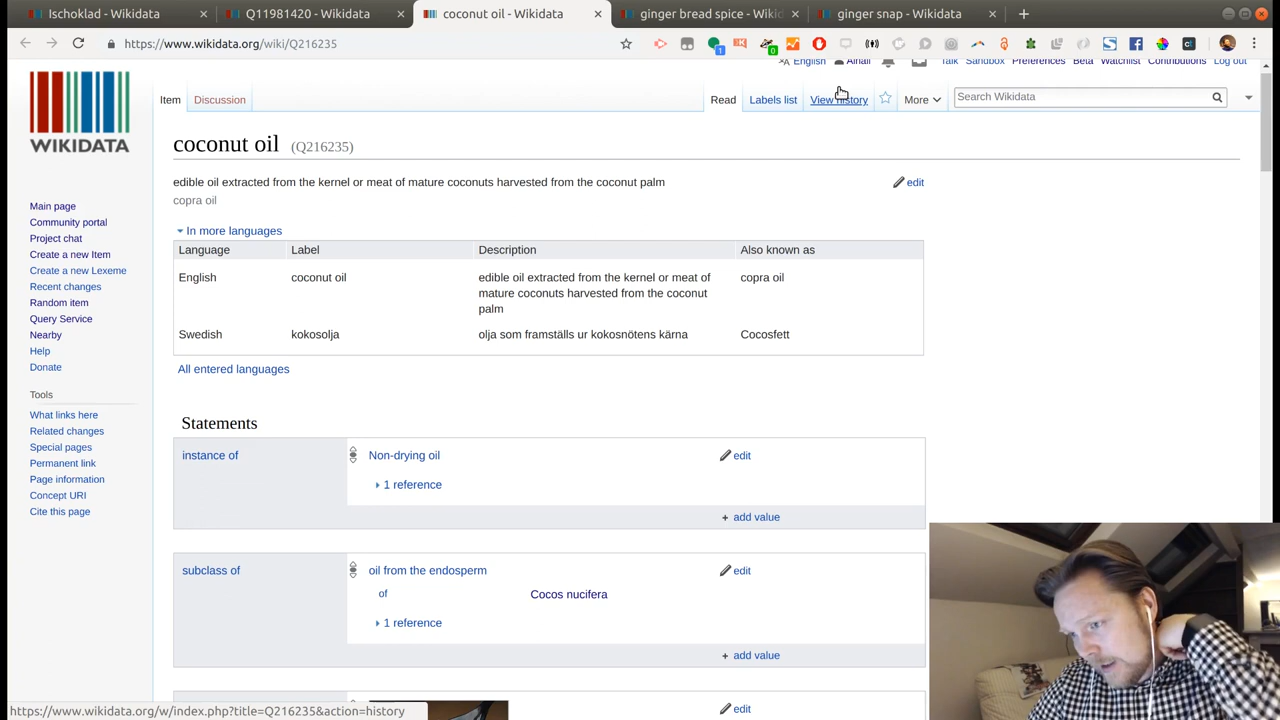 Ischoklad - Wikidata
Q11981420 - Wikidata
coconut oil - Wikidata
ginger bread spice - Wikid
ginger snap - Wikidata
https://www.wikidata.org/wiki/Q216235
English Ainali Talk Sandbox Preferences Beta Watchlist Contributions Log out
Item Discussion Read Labels list View history More Search Wikidata
WIKIDATA
Main page
Community portal
Project chat
Create a new Item
Create a new Lexeme
Recent changes
Random item
Query Service
Nearby
Help
Donate
Tools
What links here
Related changes
Special pages
Permanent link
Page information
Concept URI
Cite this page
coconut oil (Q216235)
edible oil extracted from the kernel or meat of mature coconuts harvested from the coconut palm edit
copra oil
In more languages
Language Label Description Also known as
English coconut oil edible oil extracted from the kernel or meat of copra oil
mature coconuts harvested from the coconut
palm
Swedish kokosolja olja som framställs ur kokosnötens kärna Cocosfett
All entered languages
Statements
instance of Non-drying oil edit
1 reference
+ add value
subclass of oil from the endosperm edit
of Cocos nucifera
1 reference
+ add value
edit
https://www.wikidata.org/w/index.php?title=Q216235&action=history